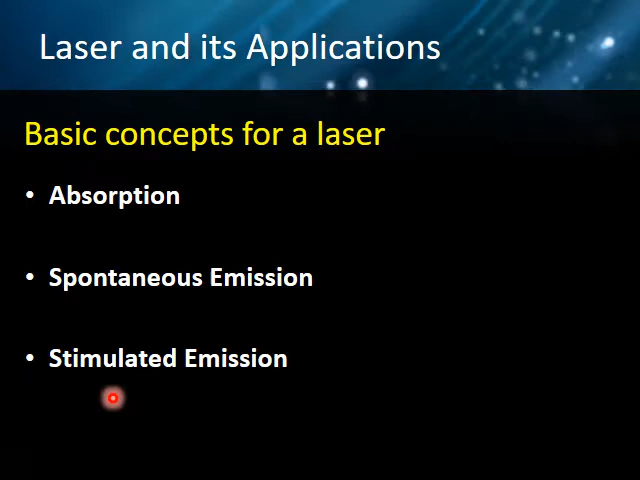 Laser and its Applications
Basic concepts for a laser
• Absorption
• Spontaneous Emission
• Stimulated Emission